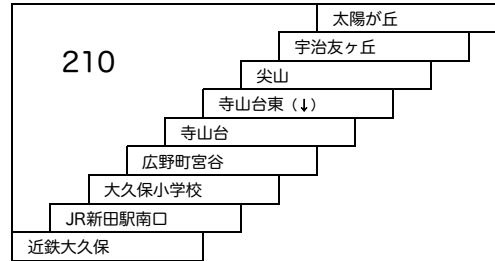 太陽が丘
宇治友ヶ丘
210
尖山
寺山台東（↓）
寺山台
広野町宮谷
大久保小学校
JR新田駅南口
近鉄大久保